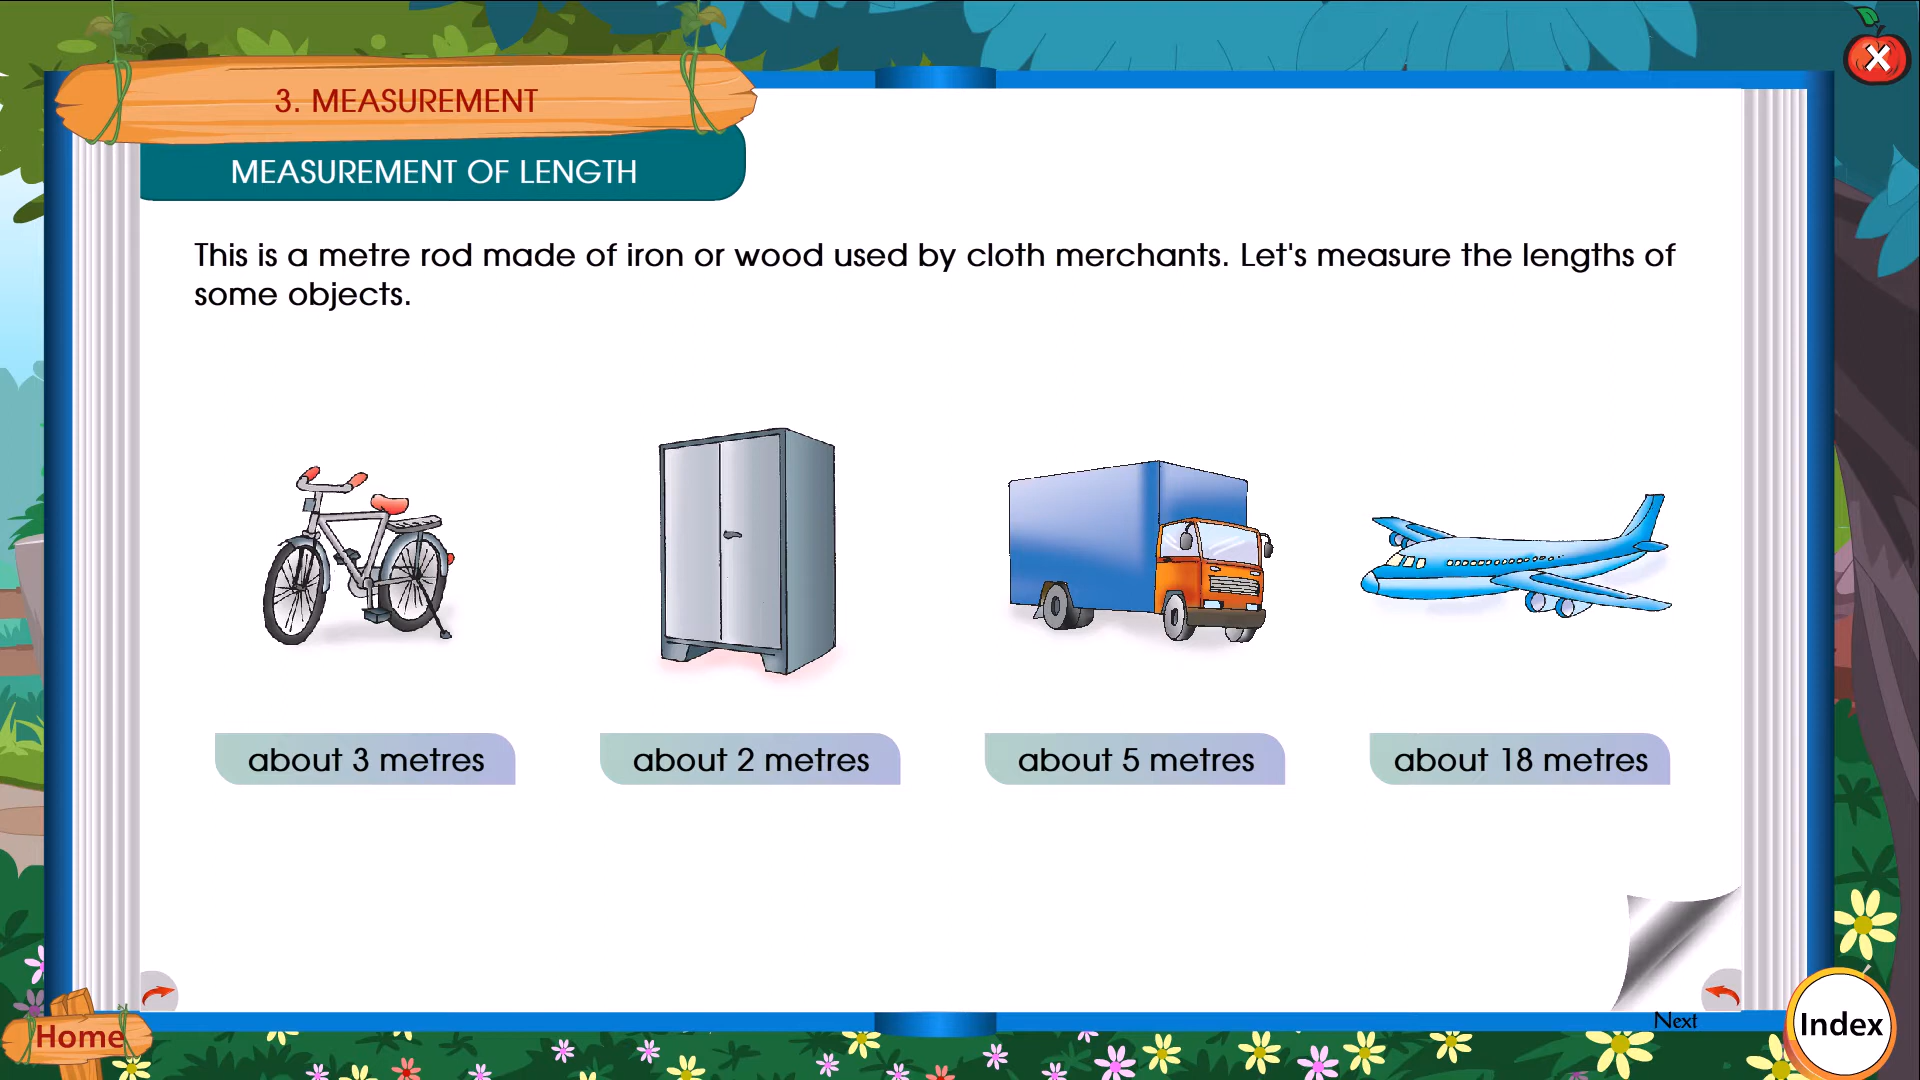 3. MEASUREMENT
MEASUREMENT OF LENGTH
This is a metre rod made of iron or wood used by cloth merchants. Let's measure the lengths of
some objects.
about 3 metres
about 2 metres
about 5 metres
about 18 metres
Next
Home
Index